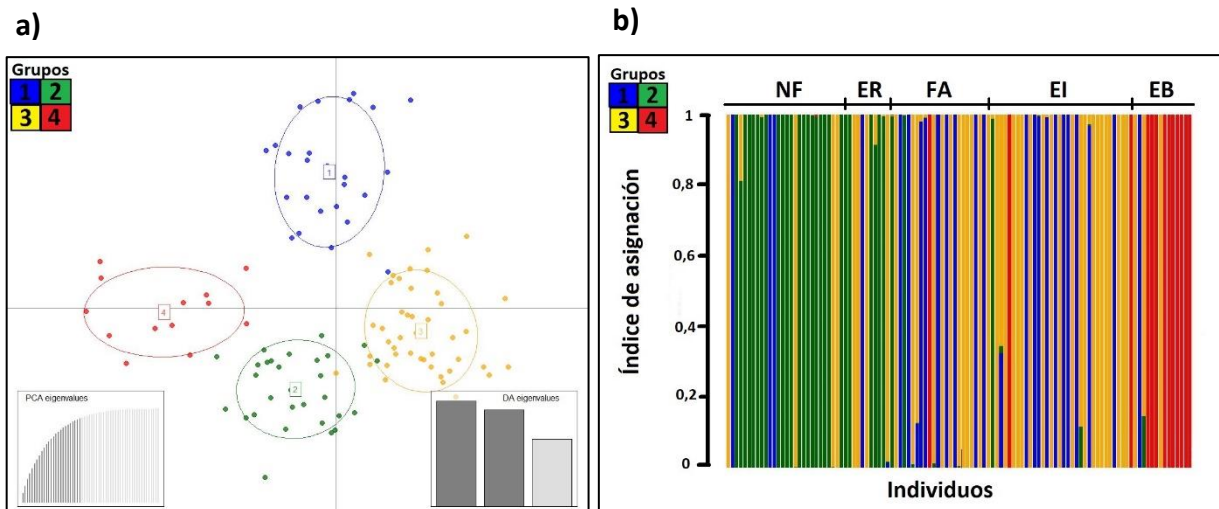 a)
Grupos
1 2
3 4
1
4
3
2
PCA eigenvalues
DA eigenvalues
b)
Grupos
1 2
3 4
NF ER FA EI EB
Índice de asignación
1
0,8
0,6
0,4
0,2
0
Individuos